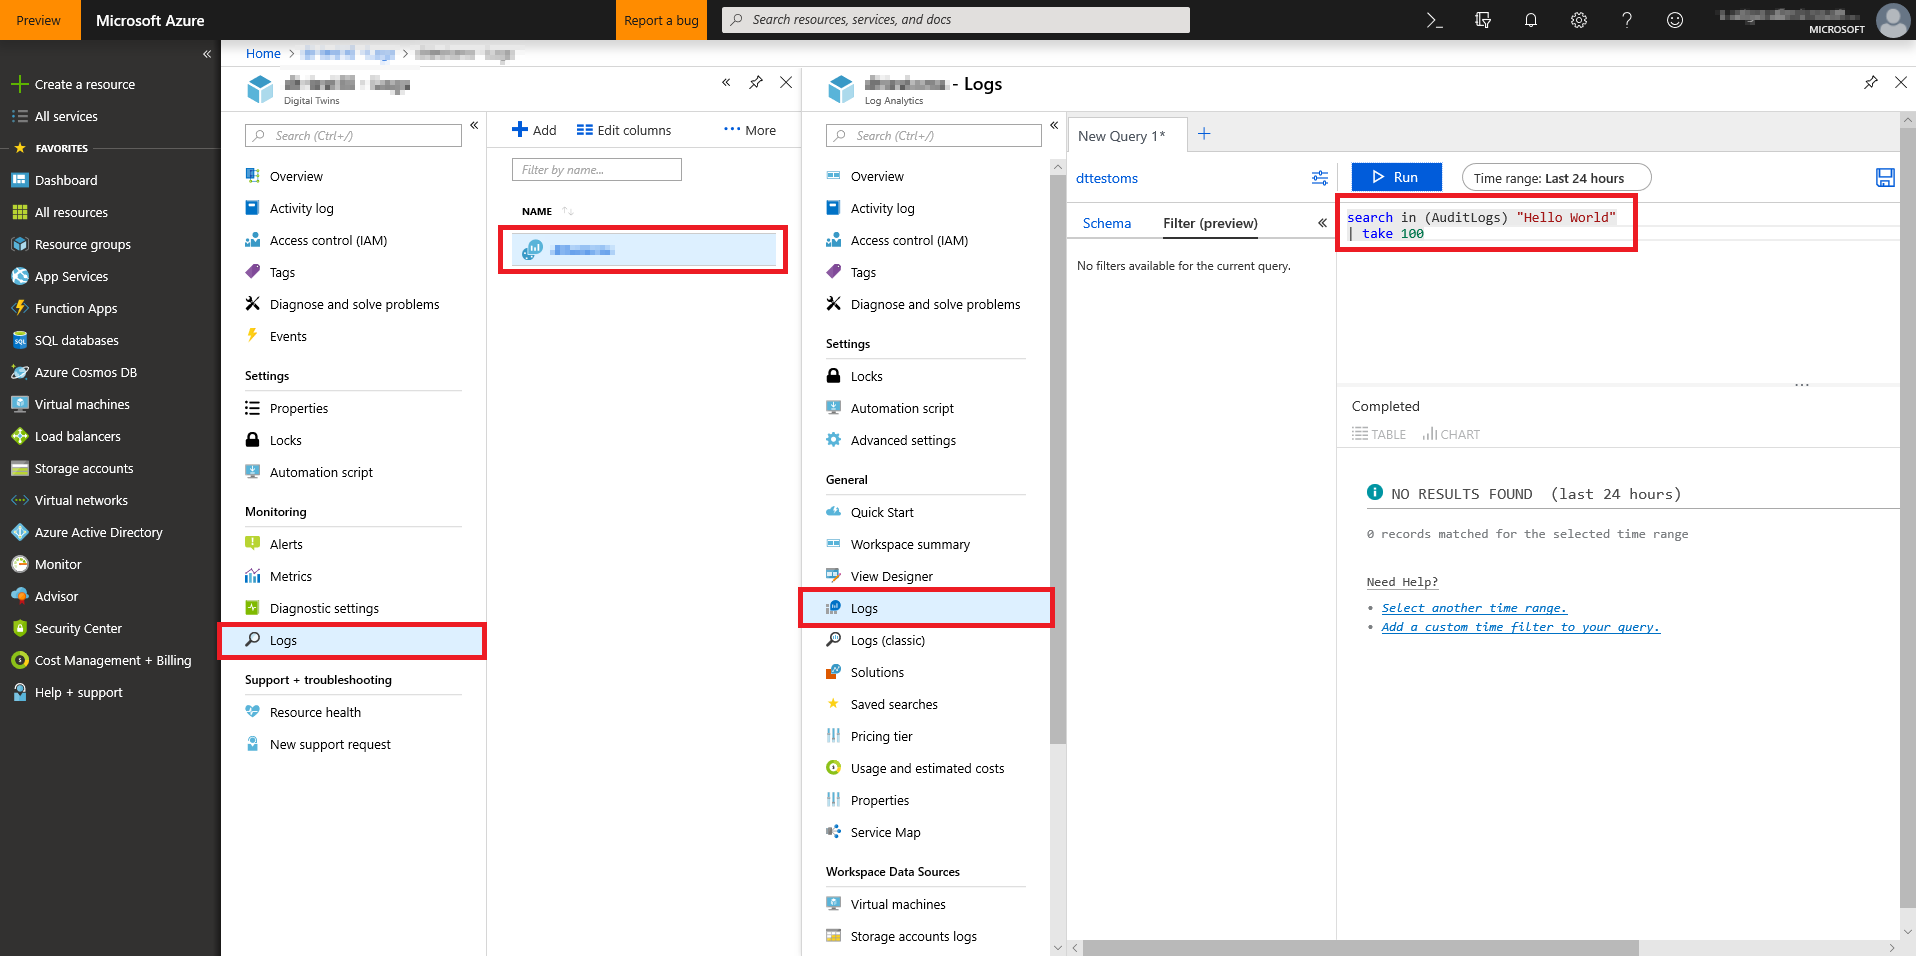 Preview
Microsoft Azure
Report a bug
Search resources, services, and docs
MICROSOFT
Create a resource
All services
FAVORITES
Dashboard
All resources
Resource groups
App Services
Function Apps
SQL databases
Azure Cosmos DB
Virtual machines
Load balancers
Storage accounts
Virtual networks
Azure Active Directory
Monitor
Advisor
Security Center
Cost Management + Billing
Help + support
Home
Digital Twins
Search (Ctrl+/)
Overview
Activity log
Access control (IAM)
Tags
Diagnose and solve problems
Events
Settings
Properties
Locks
Automation script
Monitoring
Alerts
Metrics
Diagnostic settings
Logs
Support + troubleshooting
Resource health
New support request
Add
Edit columns
More
Filter by name...
NAME
- Logs
Log Analytics
Search (Ctrl+/)
Overview
Activity log
Access control (IAM)
Tags
Diagnose and solve problems
Settings
Locks
Automation script
Advanced settings
General
Quick Start
Workspace summary
View Designer
Logs
Logs (classic)
Solutions
Saved searches
Pricing tier
Usage and estimated costs
Properties
Service Map
Workspace Data Sources
Virtual machines
Storage accounts logs
New Query 1*
dttestoms
Run
Time range: Last 24 hours
Schema
Filter (preview)
No filters available for the current query.
search in (AuditLogs) "Hello World"
| take 100
Completed
TABLE
CHART
NO RESULTS FOUND (last 24 hours)
0 records matched for the selected time range
Need Help?
• Select another time range.
• Add a custom time filter to your query.